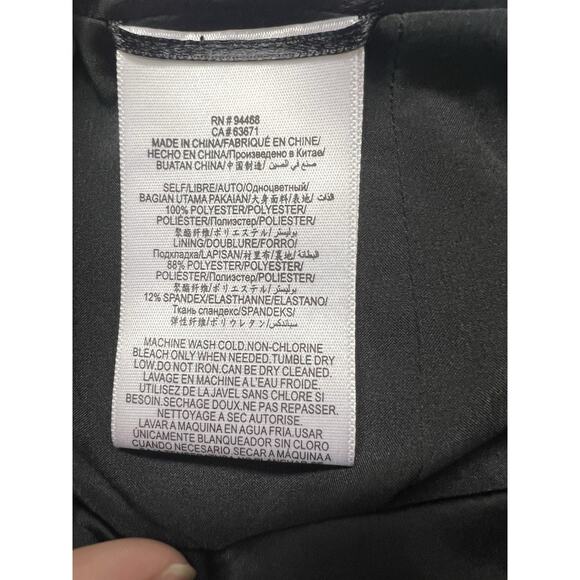 RN # 94468
CA # 63671
MADE IN CHINA/FABRIQUÉ EN CHINE/
HECHO EN CHINA/Произведено в Китае/
BUATAN CHINA/中国制造/ صنع في الصين
SELF/LIBRE/AUTO/Одноцветный/
BAGIAN UTAMA PAKAIAN/大身面料/表地/ الذات
100% POLYESTER/POLYESTER/
POLIÉSTER/Полиэстер/POLIESTER/
聚酯纤维/ポリエステル/ بوليستر
LINING/DOUBLURE/FORRO/
Подкладка/LAPISAN/村里布/裏地/ البطانة
88% POLYESTER/POLYESTER/
POLIÉSTER/Полиэстер/POLIESTER/
聚酯纤维/ポリエステル/ بوليستر
12% SPANDEX/ELASTHANNE/ELASTANO/
Ткань спандекс/SPANDEKS/
弹性纤维/ポリウレタン/ سباندكس
MACHINE WASH COLD.NON-CHLORINE
BLEACH ONLY WHEN NEEDED.TUMBLE DRY
LOW.DO NOT IRON.CAN BE DRY CLEANED.
LAVAGE EN MACHINE A L'EAU FROIDE.
UTILISEZ DE LA JAVEL SANS CHLORE SI
BESOIN.SECHAGE DOUX.NE PAS REPASSER.
NETTOYAGE A SEC AUTORISE.
LAVAR A MAQUINA EN AGUA FRIA.USAR
ÚNICAMENTE BLANQUEADOR SIN CLORO
CUANDO NECESARIO.SECAR A MÁQUINA A